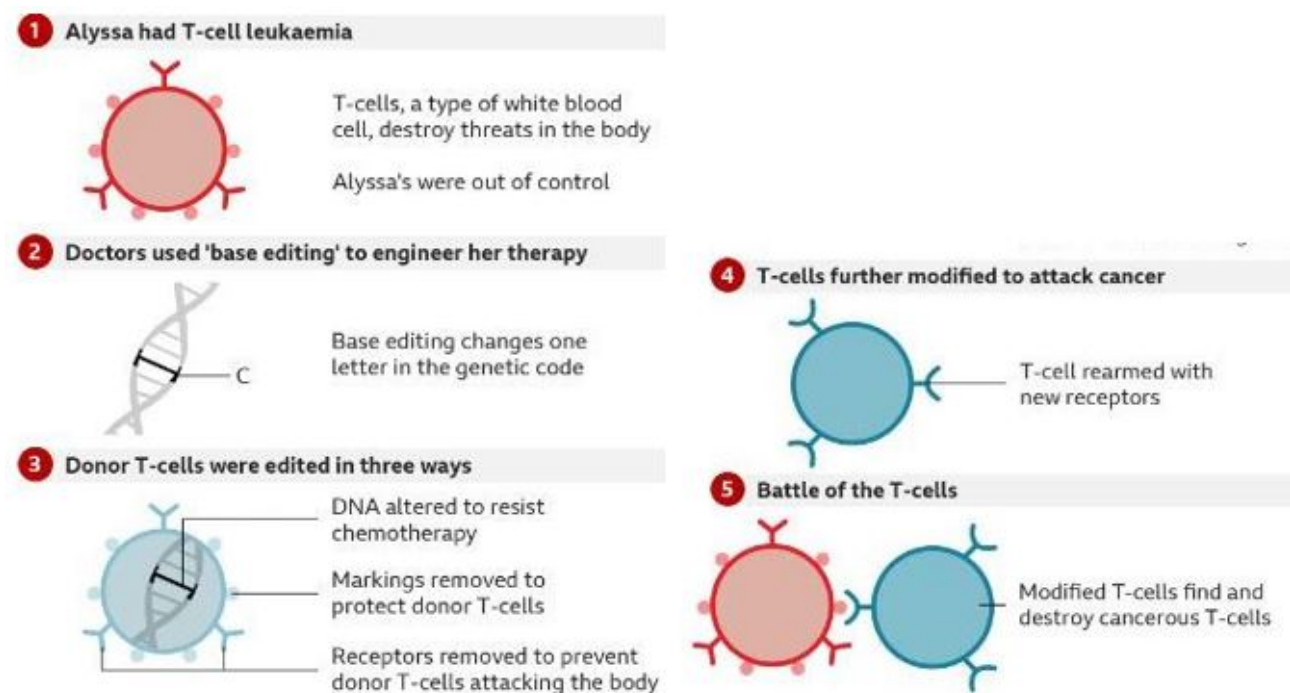 1 Alyssa had T-cell leukaemia
T-cells, a type of white blood
cell, destroy threats in the body
Alyssa's were out of control
2 Doctors used 'base editing' to engineer her therapy
Base editing changes one
letter in the genetic code
C
3 Donor T-cells were edited in three ways
DNA altered to resist
chemotherapy
Markings removed to
protect donor T-cells
Receptors removed to prevent
donor T-cells attacking the body
4 T-cells further modified to attack cancer
T-cell rearmed with
new receptors
5 Battle of the T-cells
Modified T-cells find and
destroy cancerous T-cells